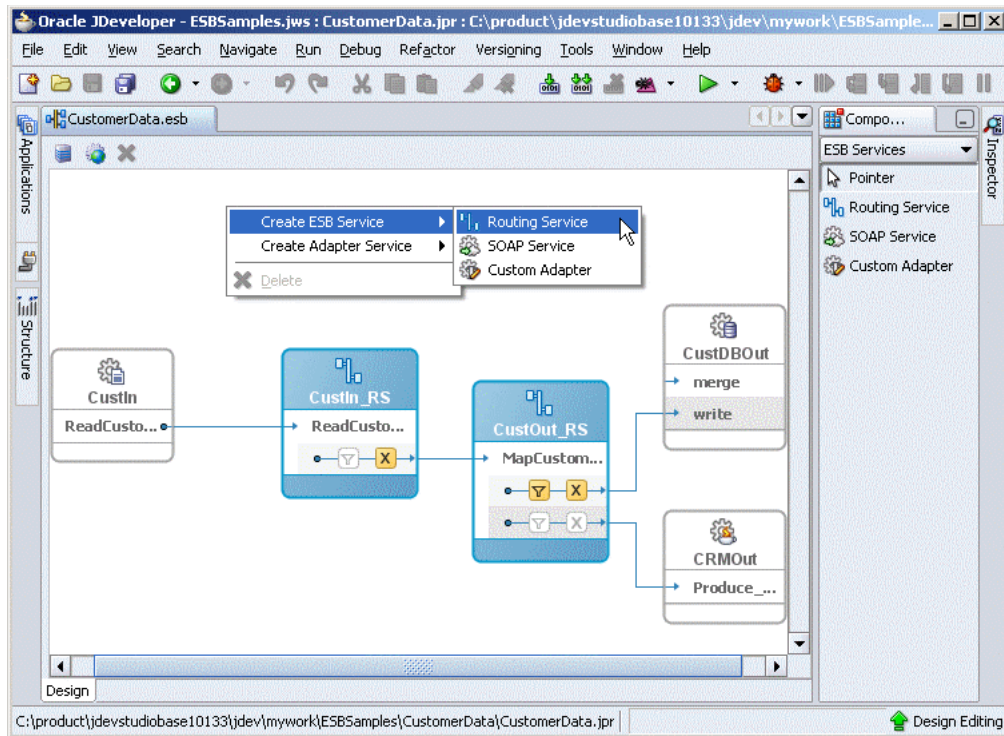 Oracle JDeveloper - ESBSamples.jws : CustomerData.jpr : C:\product\jdevstudiobase10133\jdev\mywork\ESBSample...
File Edit View Search Navigate Run Debug Refactor Versioning Tools Window Help
CustomerData.esb
Compo...
Applications
Structure
Inspector
ESB Services
Pointer
Routing Service
SOAP Service
Custom Adapter
Create ESB Service
Create Adapter Service
Delete
Routing Service
SOAP Service
Custom Adapter
CustIn
ReadCusto...
CustIn_RS
ReadCusto...
X
CustOut_RS
MapCustom...
X
X
CustDBOut
merge
write
CRMOut
Produce_...
Design
C:\product\jdevstudiobase10133\jdev\mywork\ESBSamples\CustomerData\CustomerData.jpr
Design Editing